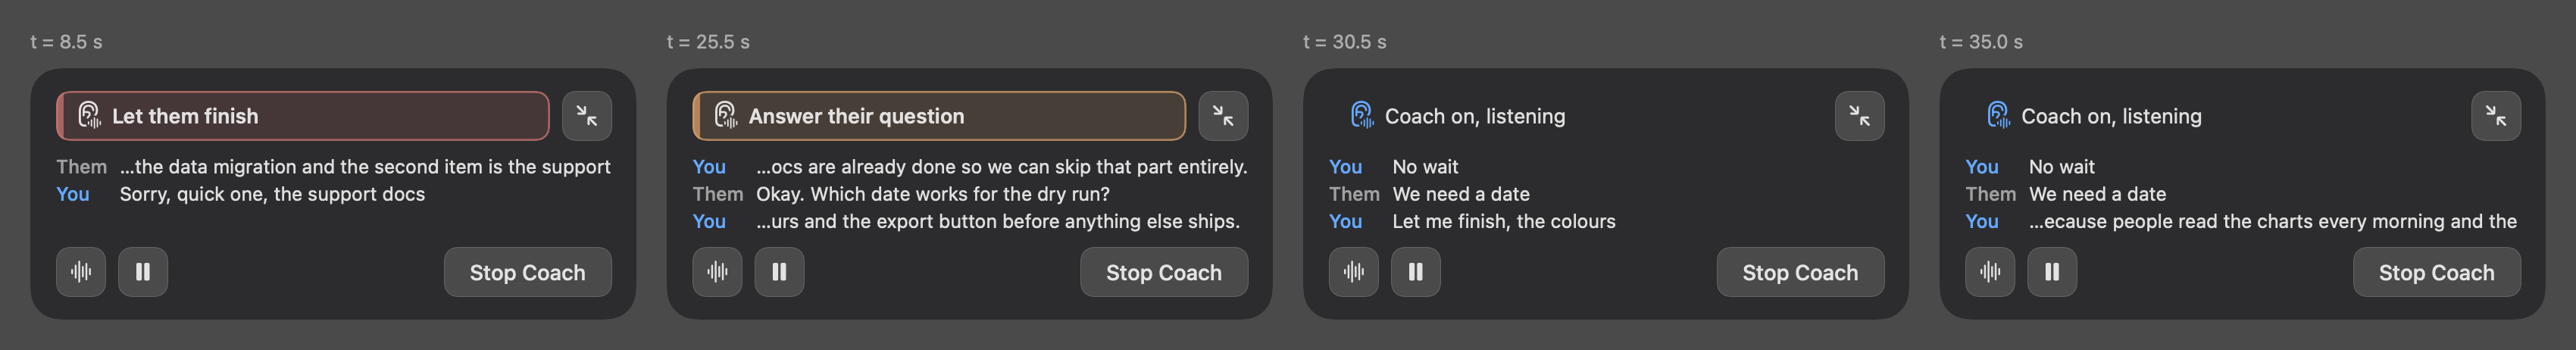 t = 8.5 s
Let them finish
Them ...the data migration and the second item is the support
You Sorry, quick one, the support docs
Stop Coach
t = 25.5 s
Answer their question
You ...ocs are already done so we can skip that part entirely.
Them Okay. Which date works for the dry run?
You ...urs and the export button before anything else ships.
Stop Coach
t = 30.5 s
Coach on, listening
You No wait
Them We need a date
You Let me finish, the colours
Stop Coach
t = 35.0 s
Coach on, listening
You No wait
Them We need a date
You ...ecause people read the charts every morning and the
Stop Coach